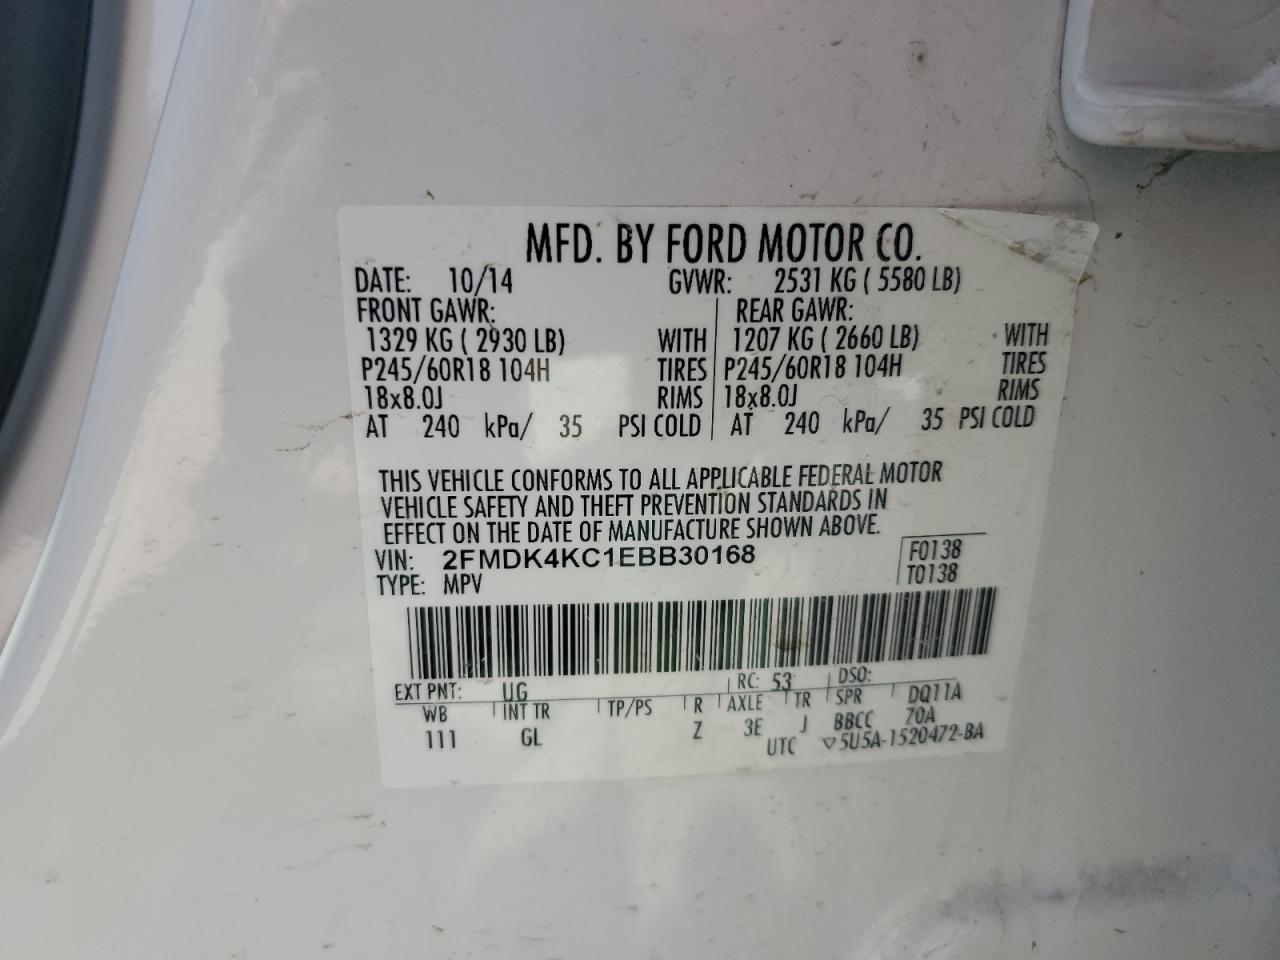 MFD. BY FORD MOTOR CO.
DATE: 10/14 GVWR: 2531 KG ( 5580 LB)
FRONT GAWR: REAR GAWR:
1329 KG ( 2930 LB) WITH 1207 KG ( 2660 LB) WITH
P245/60R18 104H TIRES P245/60R18 104H TIRES
18x8.0J RIMS 18x8.0J RIMS
AT 240 kPa/ 35 PSI COLD AT 240 kPa/ 35 PSI COLD
THIS VEHICLE CONFORMS TO ALL APPLICABLE FEDERAL MOTOR
VEHICLE SAFETY AND THEFT PREVENTION STANDARDS IN
EFFECT ON THE DATE OF MANUFACTURE SHOWN ABOVE.
VIN: 2FMDK4KC1EBB30168 F0138
TYPE: MPV T0138
EXT PNT: UG RC: 53 DSO:
WB INT TR TP/PS R AXLE TR SPR DQ11A
111 GL Z 3E J BBCC 70A
UTC ▽5U5A-1520472-BA